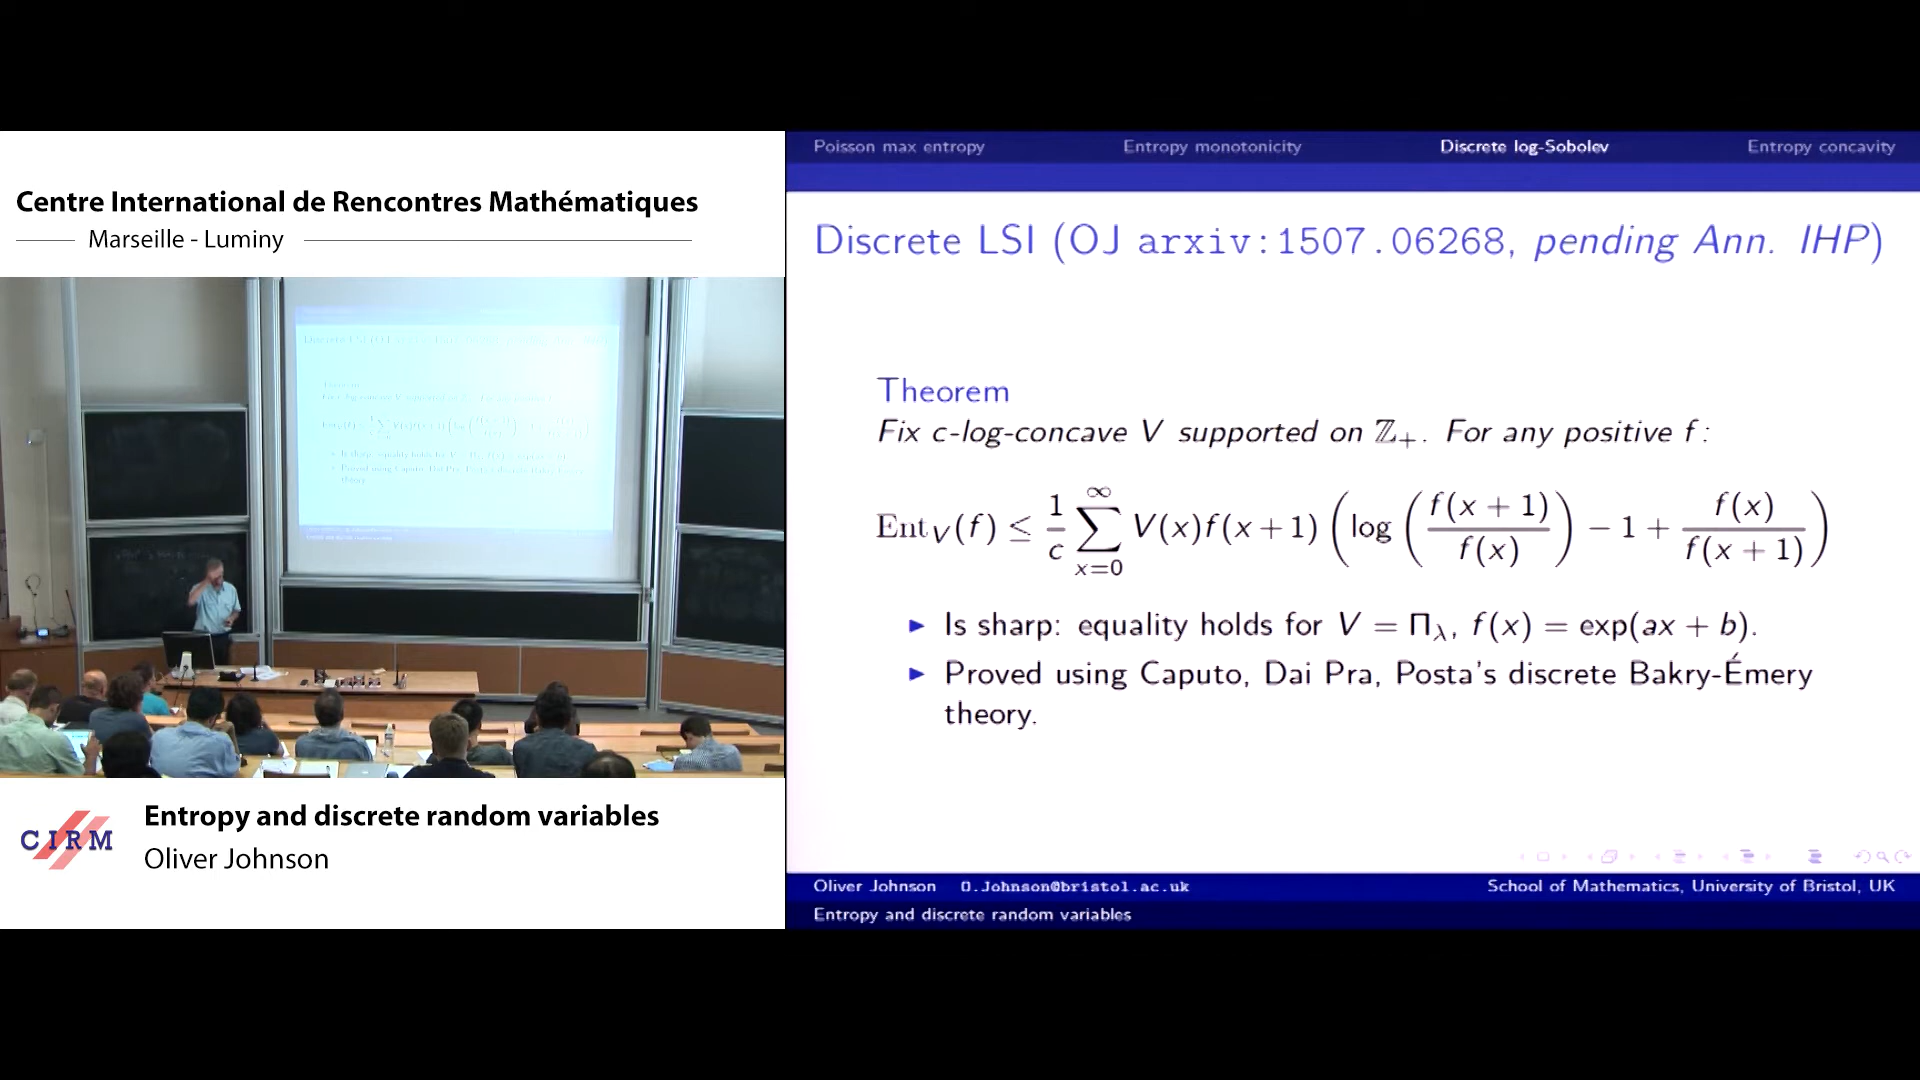 Centre International de Rencontres Mathématiques
Marseille - Luminy
CIRM
Entropy and discrete random variables
Oliver Johnson
Poisson max entropy Entropy monotonicity Discrete log-Sobolev Entropy concavity
Discrete LSI (OJ arxiv:1507.06268, pending Ann. IHP)
Theorem
Fix c-log-concave V supported on ℤ₊. For any positive f:
Ent_V(f) ≤ \frac{1}{c} \sum_{x=0}^{∞} V(x)f(x + 1) ( log ( \frac{f(x + 1)}{f(x)} ) − 1 + \frac{f(x)}{f(x + 1)} )
▶ Is sharp: equality holds for V = Π_λ, f(x) = exp(ax + b).
▶ Proved using Caputo, Dai Pra, Posta's discrete Bakry-Émery
theory.
Oliver Johnson O.Johnson@bristol.ac.uk School of Mathematics, University of Bristol, UK
Entropy and discrete random variables